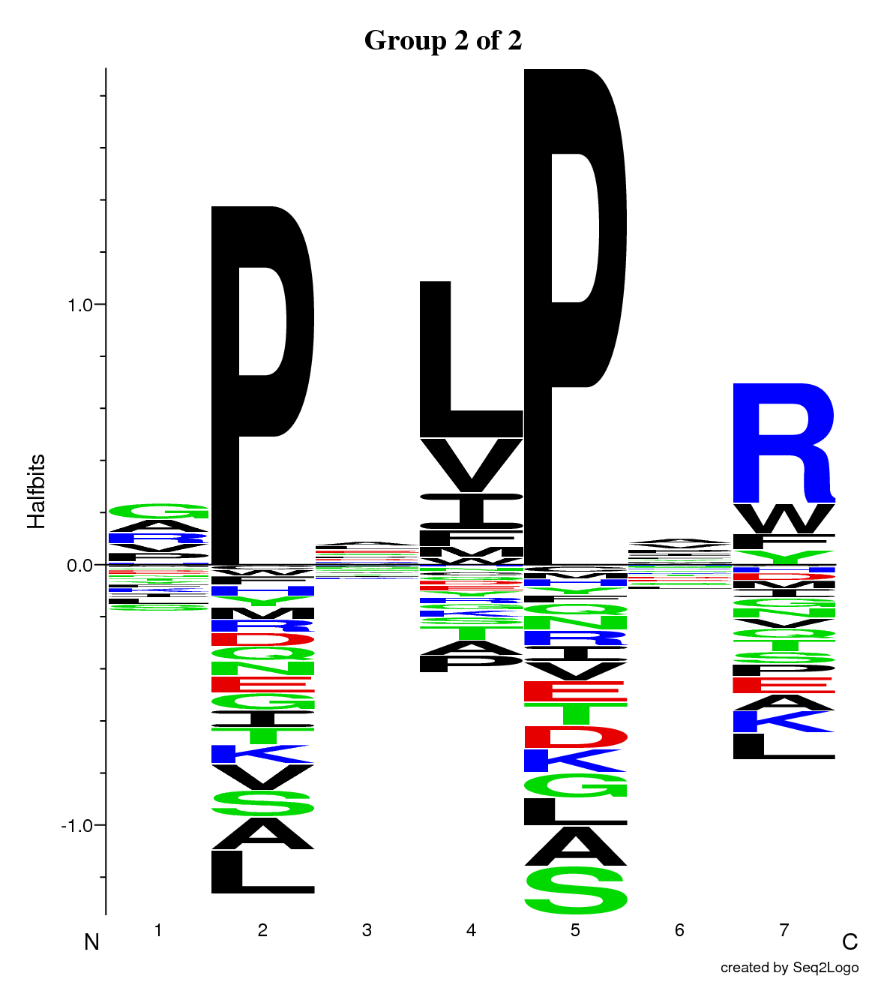 Group 2 of 2
Halfbits
1.0
0.0
-1.0
P
L
V
I
F
M
P
R
W
F
Y
G
A
R
V
P
W
F
H
Y
M
R
D
Q
N
E
G
I
T
K
V
S
A
L
T
A
P
C
M
H
Y
F
Q
N
R
I
V
E
T
D
K
G
L
A
S
H
D
M
I
G
N
V
Q
T
S
P
E
A
K
L
1 2 3 4 5 6 7
N C
created by Seq2Logo